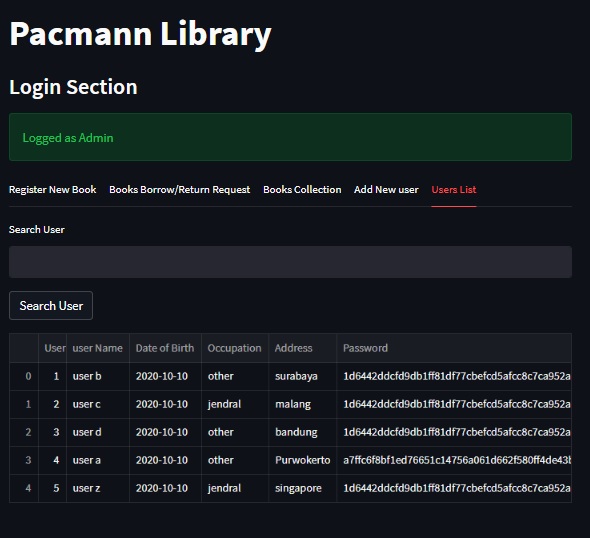 Pacmann Library
Login Section
Logged as Admin
Register New Book Books Borrow/Return Request Books Collection Add New user Users List
Search User
Search User
User user Name Date of Birth Occupation Address Password
0 1 user b 2020-10-10 other surabaya 1d6442ddcfd9db1ff81df77cbefcd5afcc8c7ca952a
1 2 user c 2020-10-10 jendral malang 1d6442ddcfd9db1ff81df77cbefcd5afcc8c7ca952a
2 3 user d 2020-10-10 other bandung 1d6442ddcfd9db1ff81df77cbefcd5afcc8c7ca952a
3 4 user a 2020-10-10 other Purwokerto a7ffc6f8bf1ed76651c14756a061d662f580ff4de43b
4 5 user z 2020-10-10 jendral singapore 1d6442ddcfd9db1ff81df77cbefcd5afcc8c7ca952a